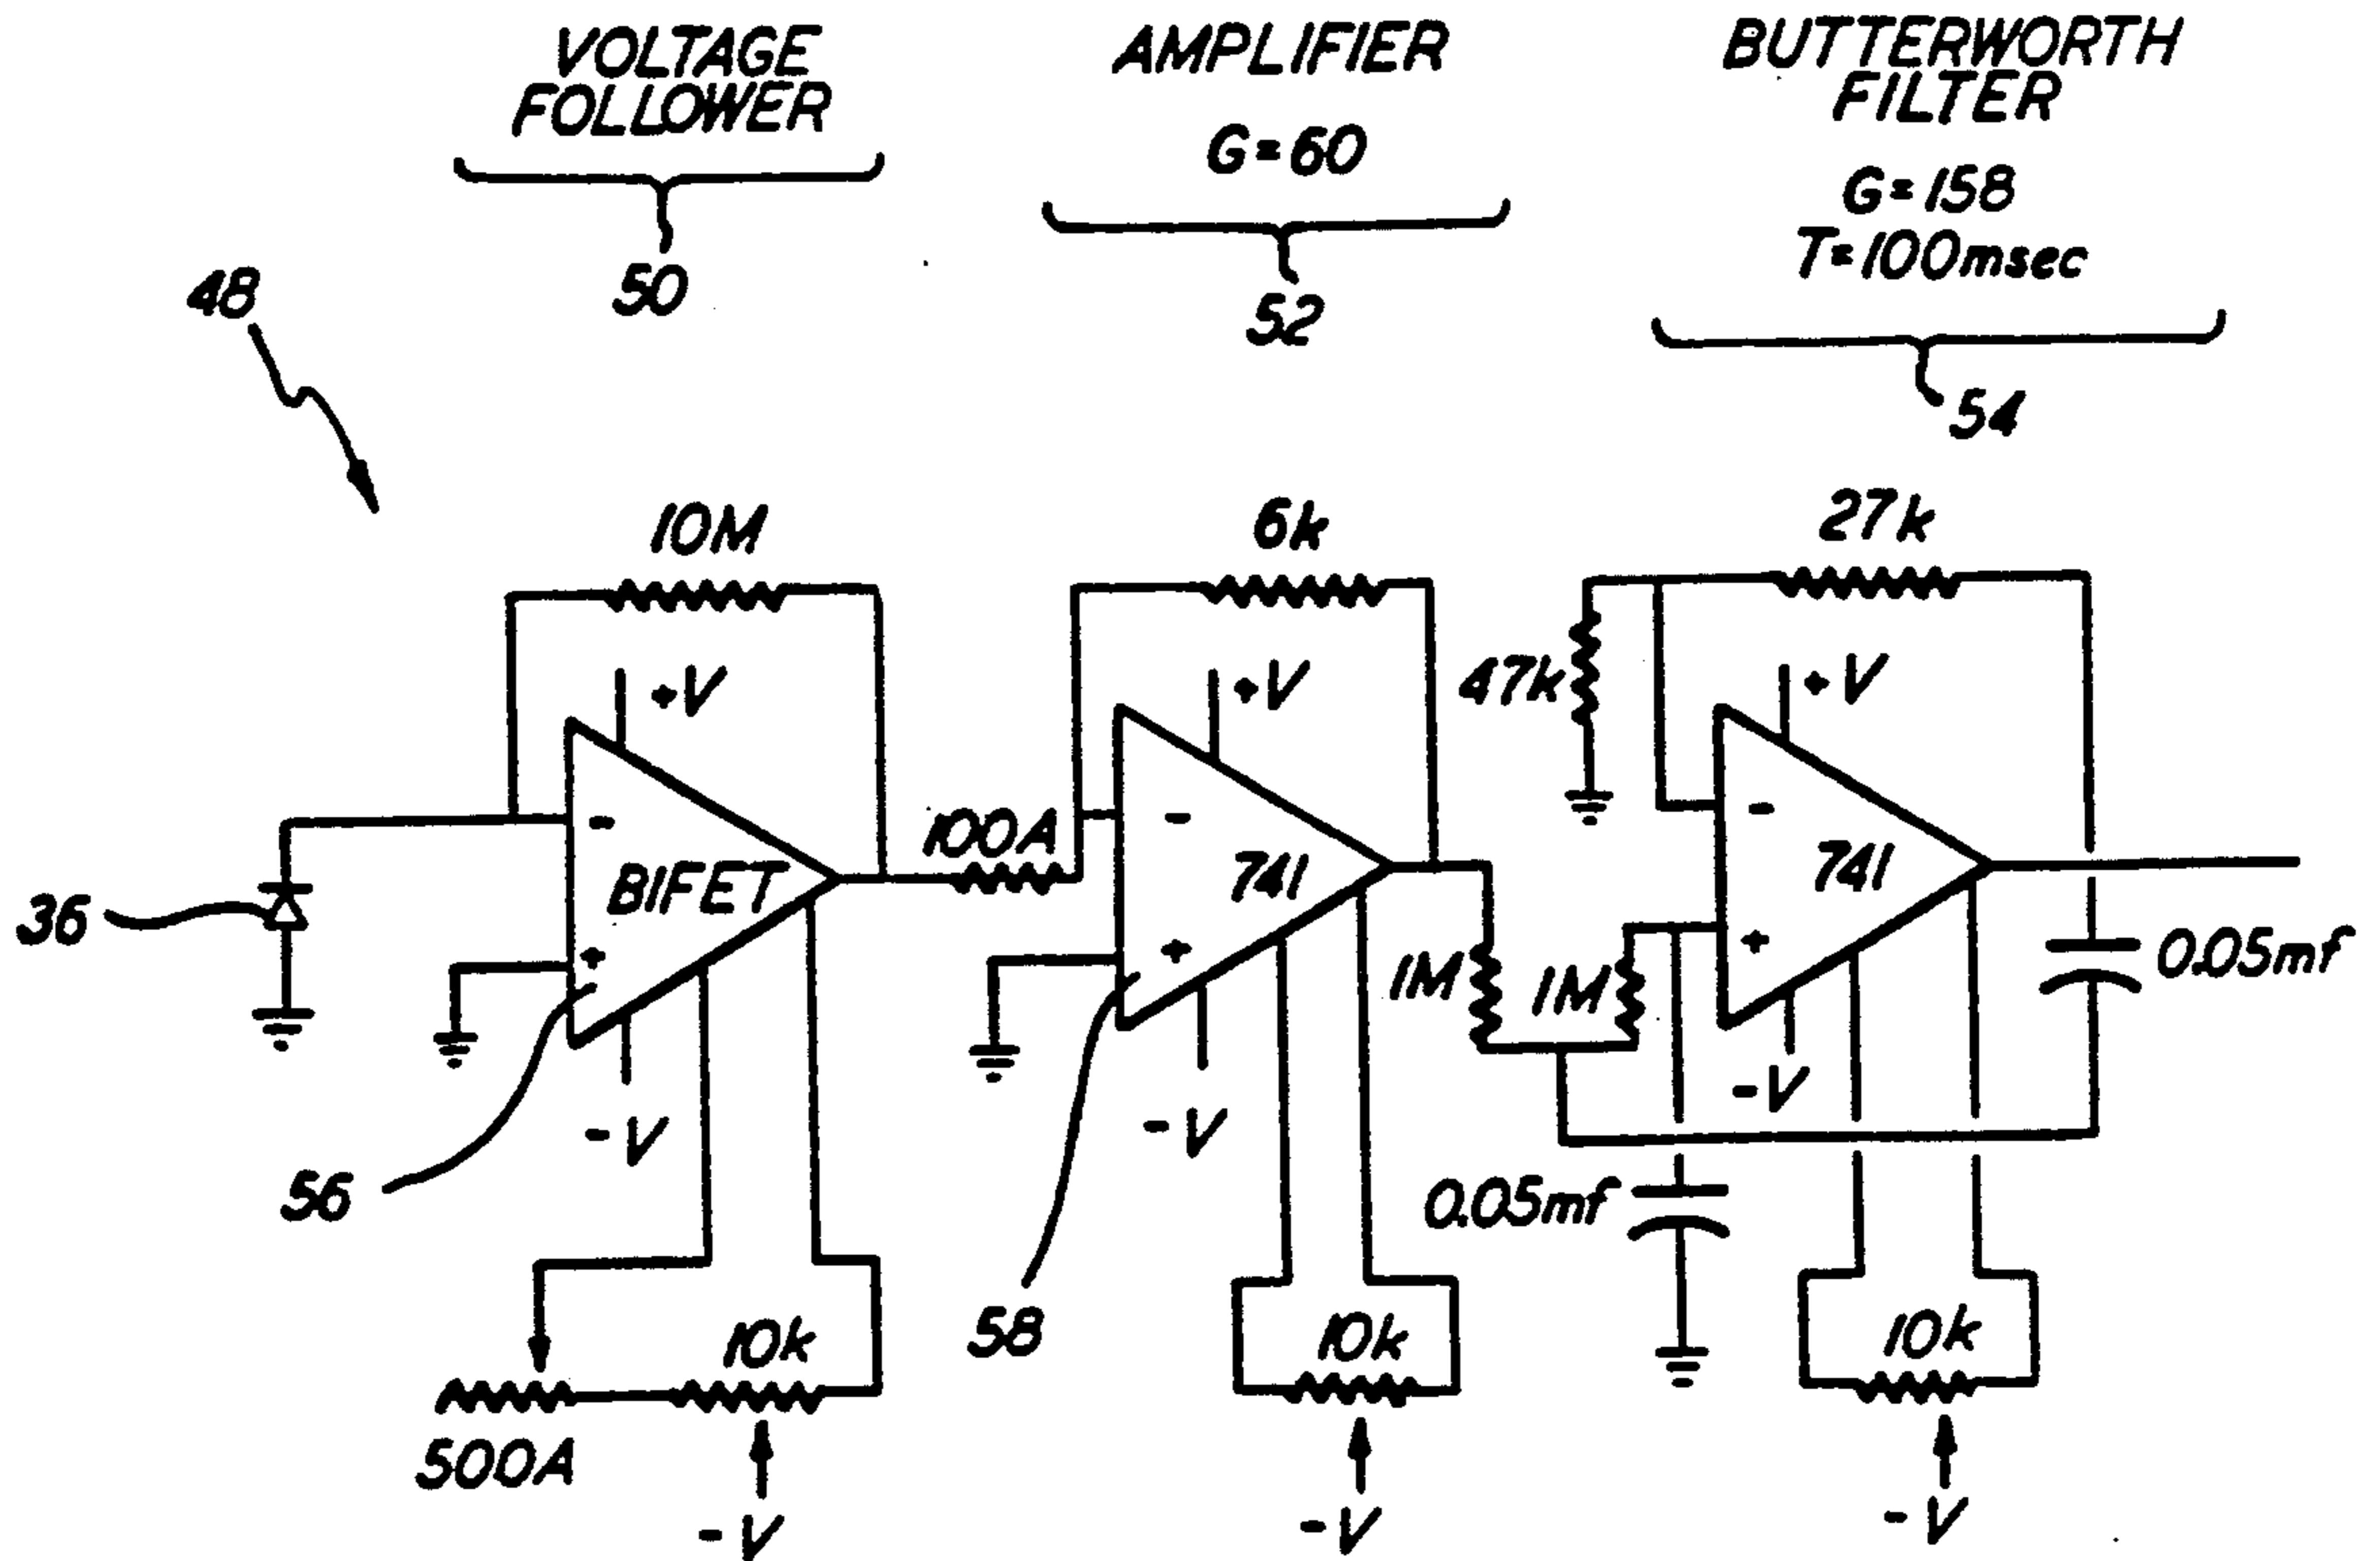 VOLTAGE
FOLLOWER
50
AMPLIFIER
G=60
52
BUTTERWORTH
FILTER
G=158
T=100msec
54
48
10M
6k
27k
+V
+V
47k
+V
-
-
-
100A
BIFET
741
741
36
+
+
+
1M
1M
0.05mf
-V
-V
-V
56
0.05mf
58
10k
10k
10k
500A
-V
-V
-V